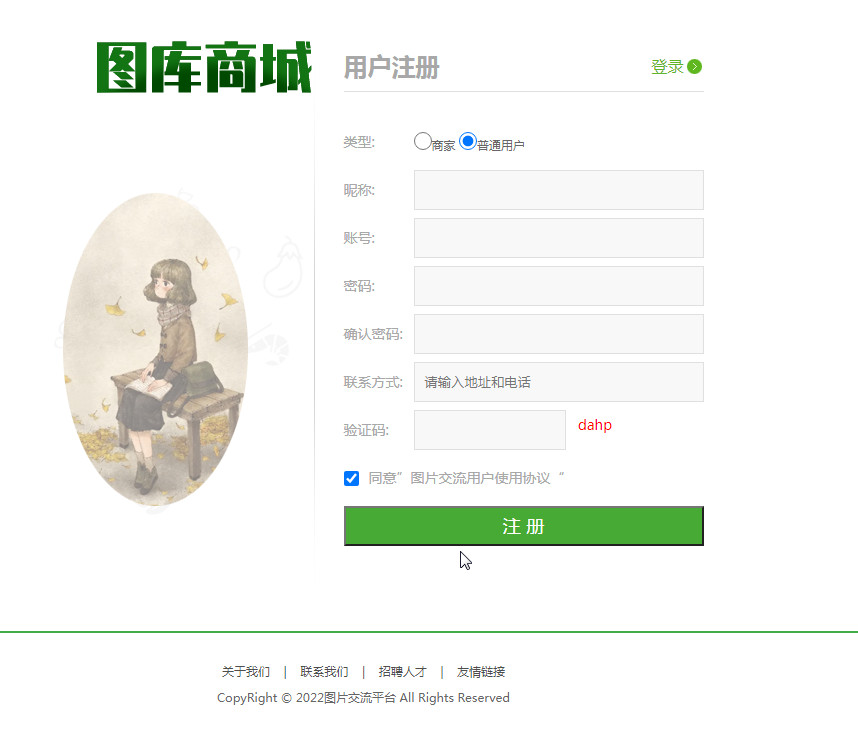 图库商城
用户注册 登录
类型: 商家 普通用户
昵称:
账号:
密码:
确认密码:
联系方式: 请输入地址和电话
验证码: dahp
同意”图片交流用户使用协议“
注 册
关于我们 | 联系我们 | 招聘人才 | 友情链接
CopyRight © 2022图片交流平台 All Rights Reserved